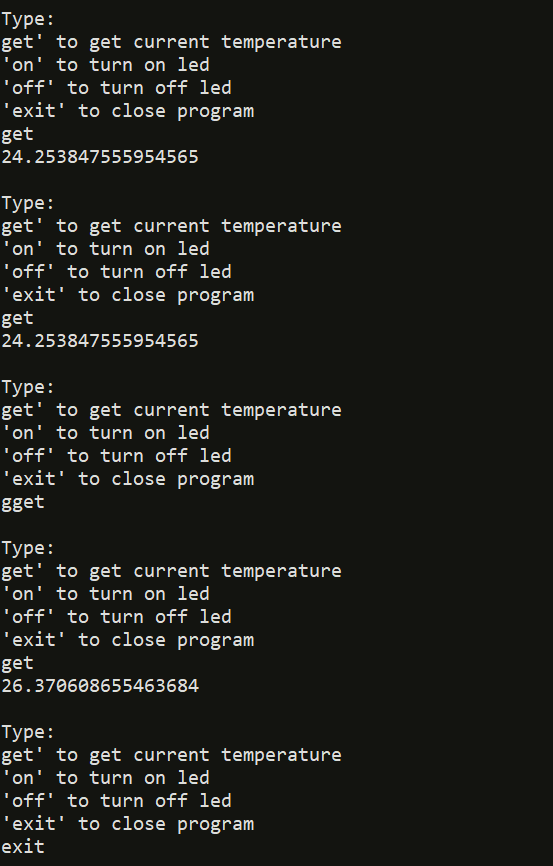 Type:
get' to get current temperature
'on' to turn on led
'off' to turn off led
'exit' to close program
get
24.253847555954565
Type:
get' to get current temperature
'on' to turn on led
'off' to turn off led
'exit' to close program
get
24.253847555954565
Type:
get' to get current temperature
'on' to turn on led
'off' to turn off led
'exit' to close program
gget
Type:
get' to get current temperature
'on' to turn on led
'off' to turn off led
'exit' to close program
get
26.370608655463684
Type:
get' to get current temperature
'on' to turn on led
'off' to turn off led
'exit' to close program
exit